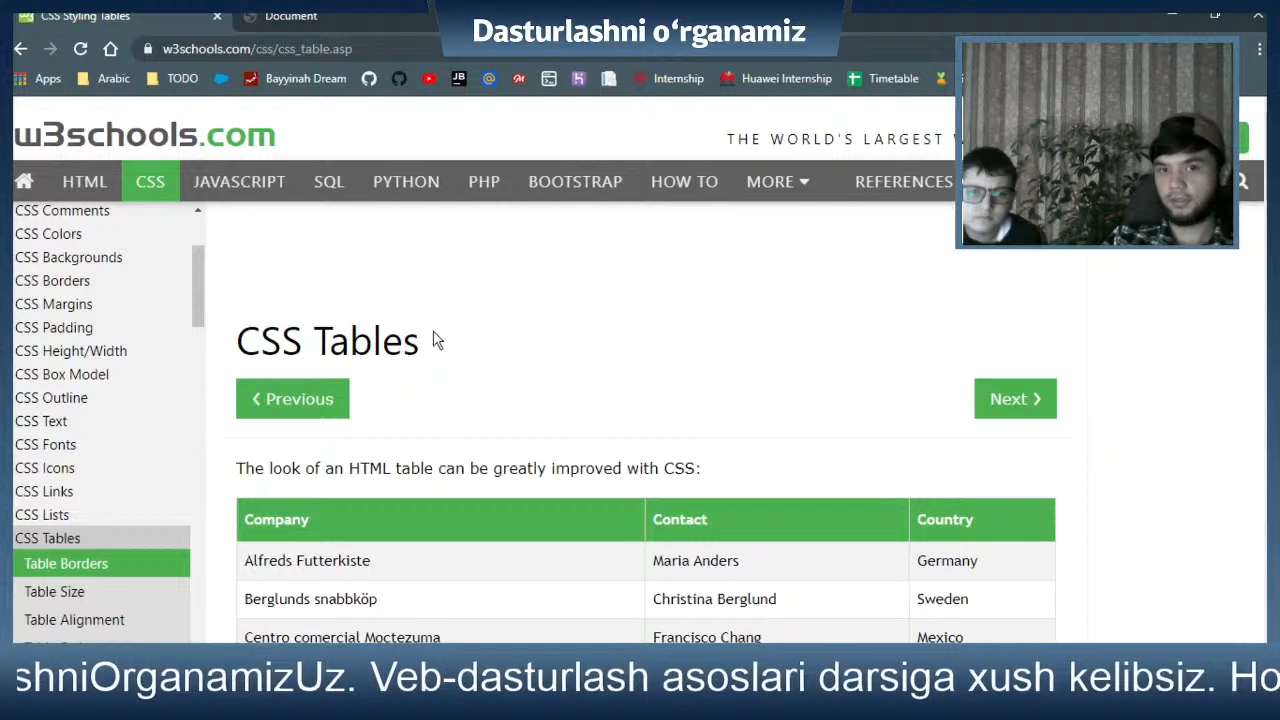 CSS Styling Tables
Document
Dasturlashni oʻrganamiz
w3schools.com/css/css_table.asp
Apps
Arabic
TODO
Bayyinah Dream
Internship
Huawei Internship
Timetable
w3schools.com
THE WORLD'S LARGEST
HTML
CSS
JAVASCRIPT
SQL
PYTHON
PHP
BOOTSTRAP
HOW TO
MORE
REFERENCES
CSS Comments
CSS Colors
CSS Backgrounds
CSS Borders
CSS Margins
CSS Padding
CSS Height/Width
CSS Box Model
CSS Outline
CSS Text
CSS Fonts
CSS Icons
CSS Links
CSS Lists
CSS Tables
Table Borders
Table Size
Table Alignment
CSS Tables
❮ Previous
Next ❯
The look of an HTML table can be greatly improved with CSS:
Company Contact Country
Alfreds Futterkiste Maria Anders Germany
Berglunds snabbköp Christina Berglund Sweden
Centro comercial Moctezuma Francisco Chang Mexico
shniOrganamizUz. Veb-dasturlash asoslari darsiga xush kelibsiz. Ho